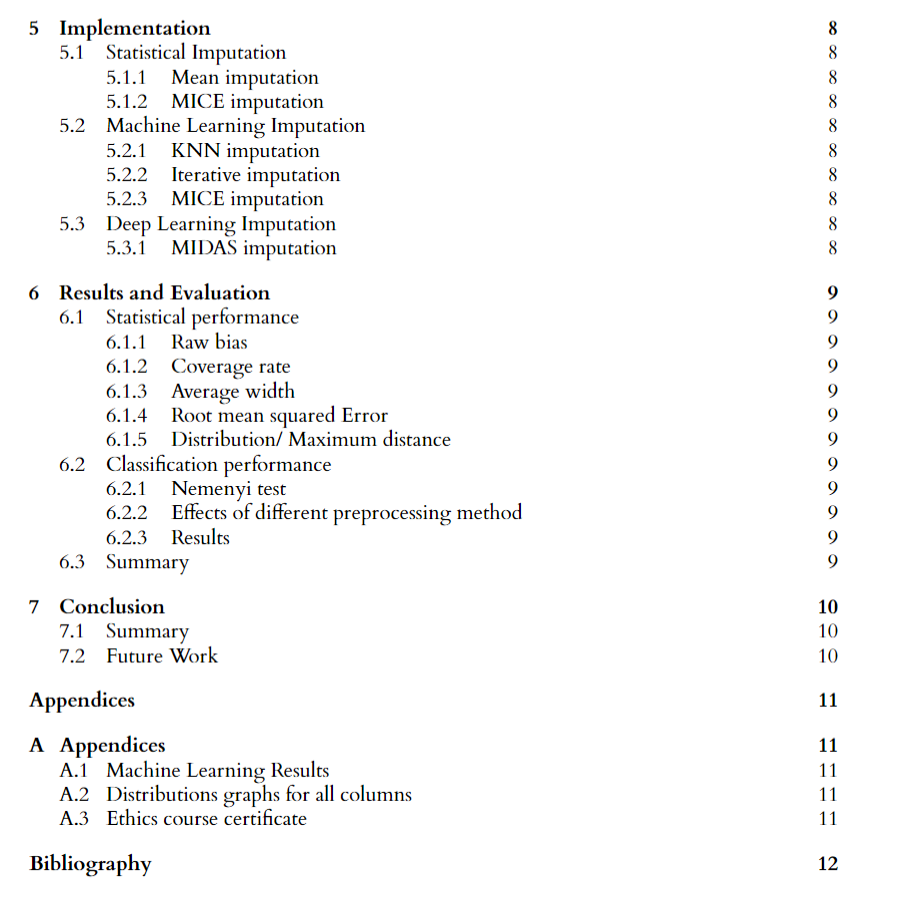 5 Implementation 8
5.1 Statistical Imputation 8
5.1.1 Mean imputation 8
5.1.2 MICE imputation 8
5.2 Machine Learning Imputation 8
5.2.1 KNN imputation 8
5.2.2 Iterative imputation 8
5.2.3 MICE imputation 8
5.3 Deep Learning Imputation 8
5.3.1 MIDAS imputation 8
6 Results and Evaluation 9
6.1 Statistical performance 9
6.1.1 Raw bias 9
6.1.2 Coverage rate 9
6.1.3 Average width 9
6.1.4 Root mean squared Error 9
6.1.5 Distribution/ Maximum distance 9
6.2 Classification performance 9
6.2.1 Nemenyi test 9
6.2.2 Effects of different preprocessing method 9
6.2.3 Results 9
6.3 Summary 9
7 Conclusion 10
7.1 Summary 10
7.2 Future Work 10
Appendices 11
A Appendices 11
A.1 Machine Learning Results 11
A.2 Distributions graphs for all columns 11
A.3 Ethics course certificate 11
Bibliography 12